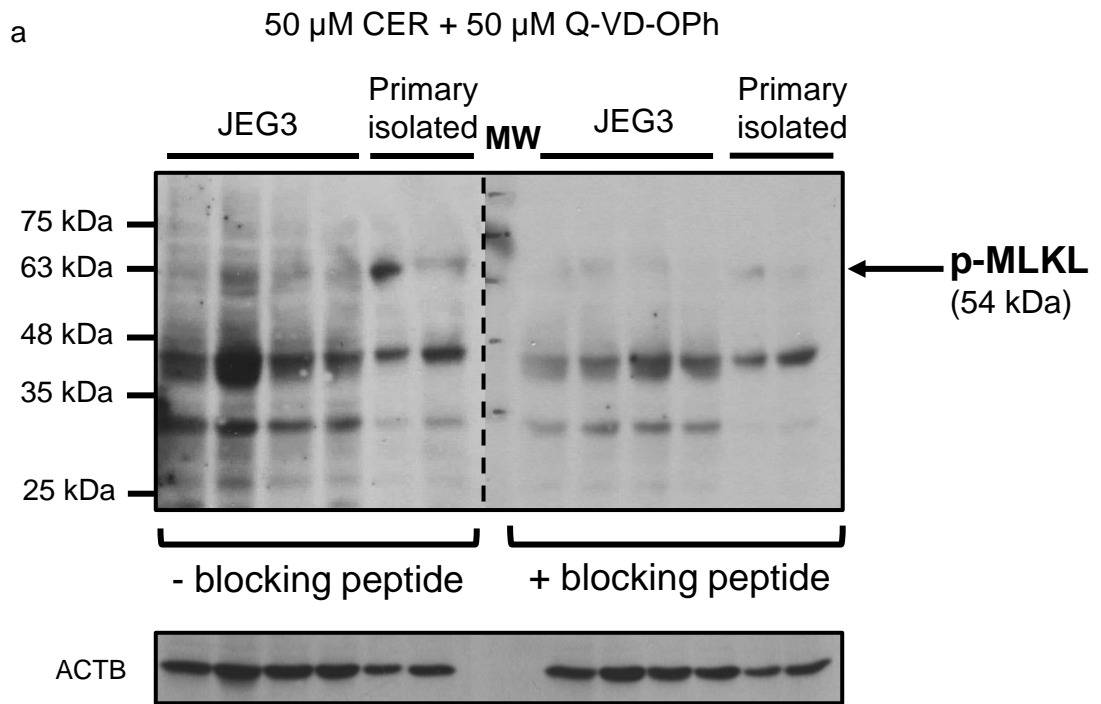 a
50 µM CER + 50 µM Q-VD-OPh
JEG3
Primary
isolated
MW
JEG3
Primary
isolated
75 kDa
63 kDa
48 kDa
35 kDa
25 kDa
p-MLKL
(54 kDa)
- blocking peptide
+ blocking peptide
ACTB